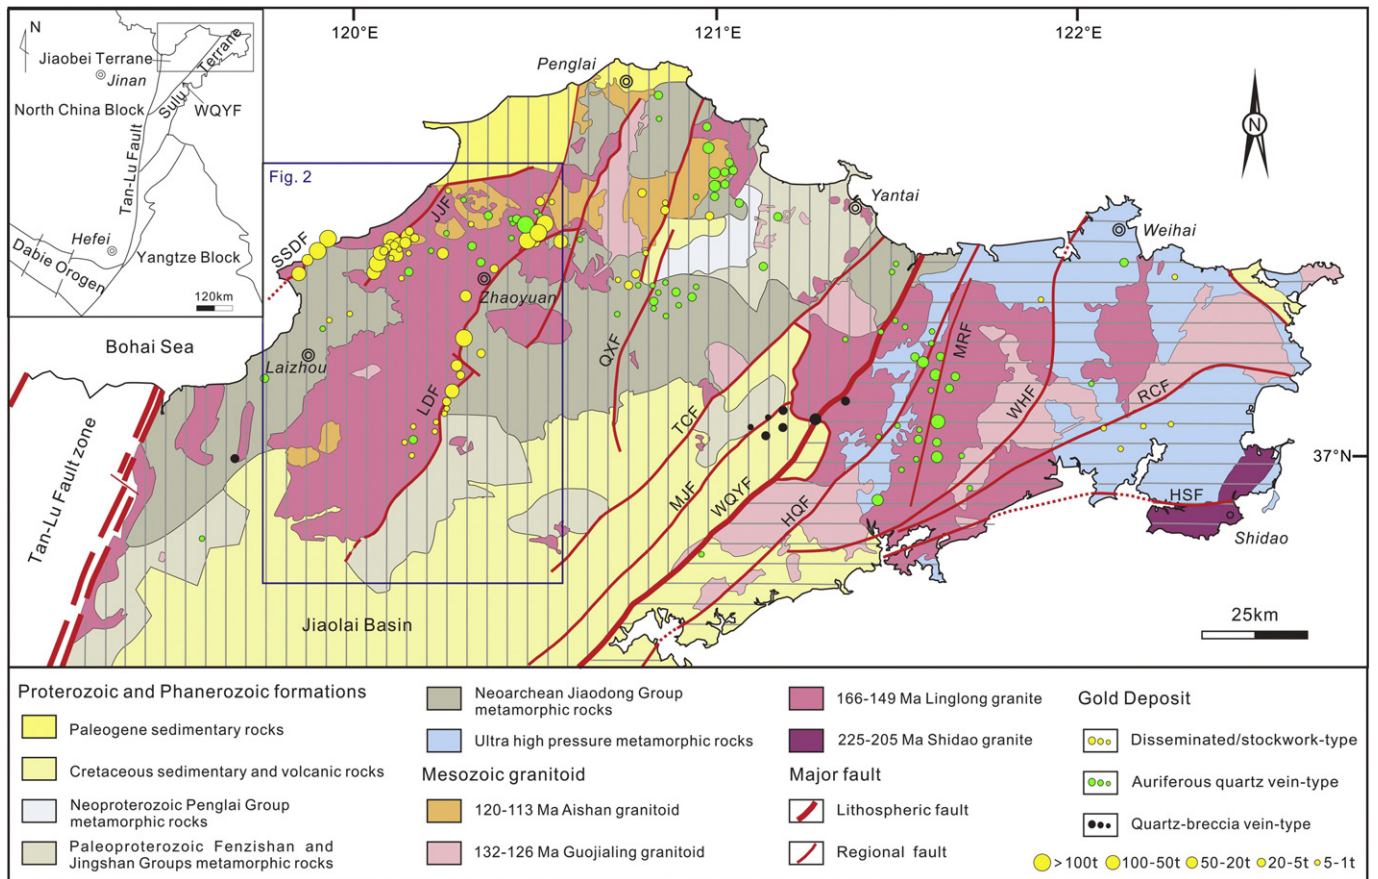 120°E
121°E
122°E
N
Jiaobei Terrane
Jinan
Sulu Terrane
North China Block
WQYF
Tan-Lu Fault
Hefei
Dabie Orogen
Yangtze Block
120km
Penglai
N
Fig. 2
JJF
Yantai
SSDF
Weihai
Zhaoyuan
Bohai Sea
Laizhou
QXF
MRF
LDF
TCF
WHF
RCF
37°N
Tan-Lu Fault zone
MJF
WQYF
HQF
HSF
Shidao
Jiaolai Basin
25km
Proterozoic and Phanerozoic formations
Paleogene sedimentary rocks
Cretaceous sedimentary and volcanic rocks
Neoproterozoic Penglai Group
metamorphic rocks
Paleoproterozoic Fenzishan and
Jingshan Groups metamorphic rocks
Neoarchean Jiaodong Group
metamorphic rocks
Ultra high pressure metamorphic rocks
Mesozoic granitoid
120-113 Ma Aishan granitoid
132-126 Ma Guojialing granitoid
166-149 Ma Linglong granite
225-205 Ma Shidao granite
Major fault
Lithospheric fault
Regional fault
Gold Deposit
Disseminated/stockwork-type
Auriferous quartz vein-type
Quartz-breccia vein-type
>100t 100-50t 50-20t 20-5t 5-1t